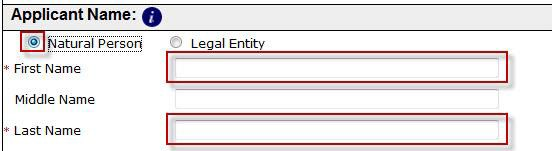 Applicant Name: i
Natural Person Legal Entity
* First Name
Middle Name
* Last Name